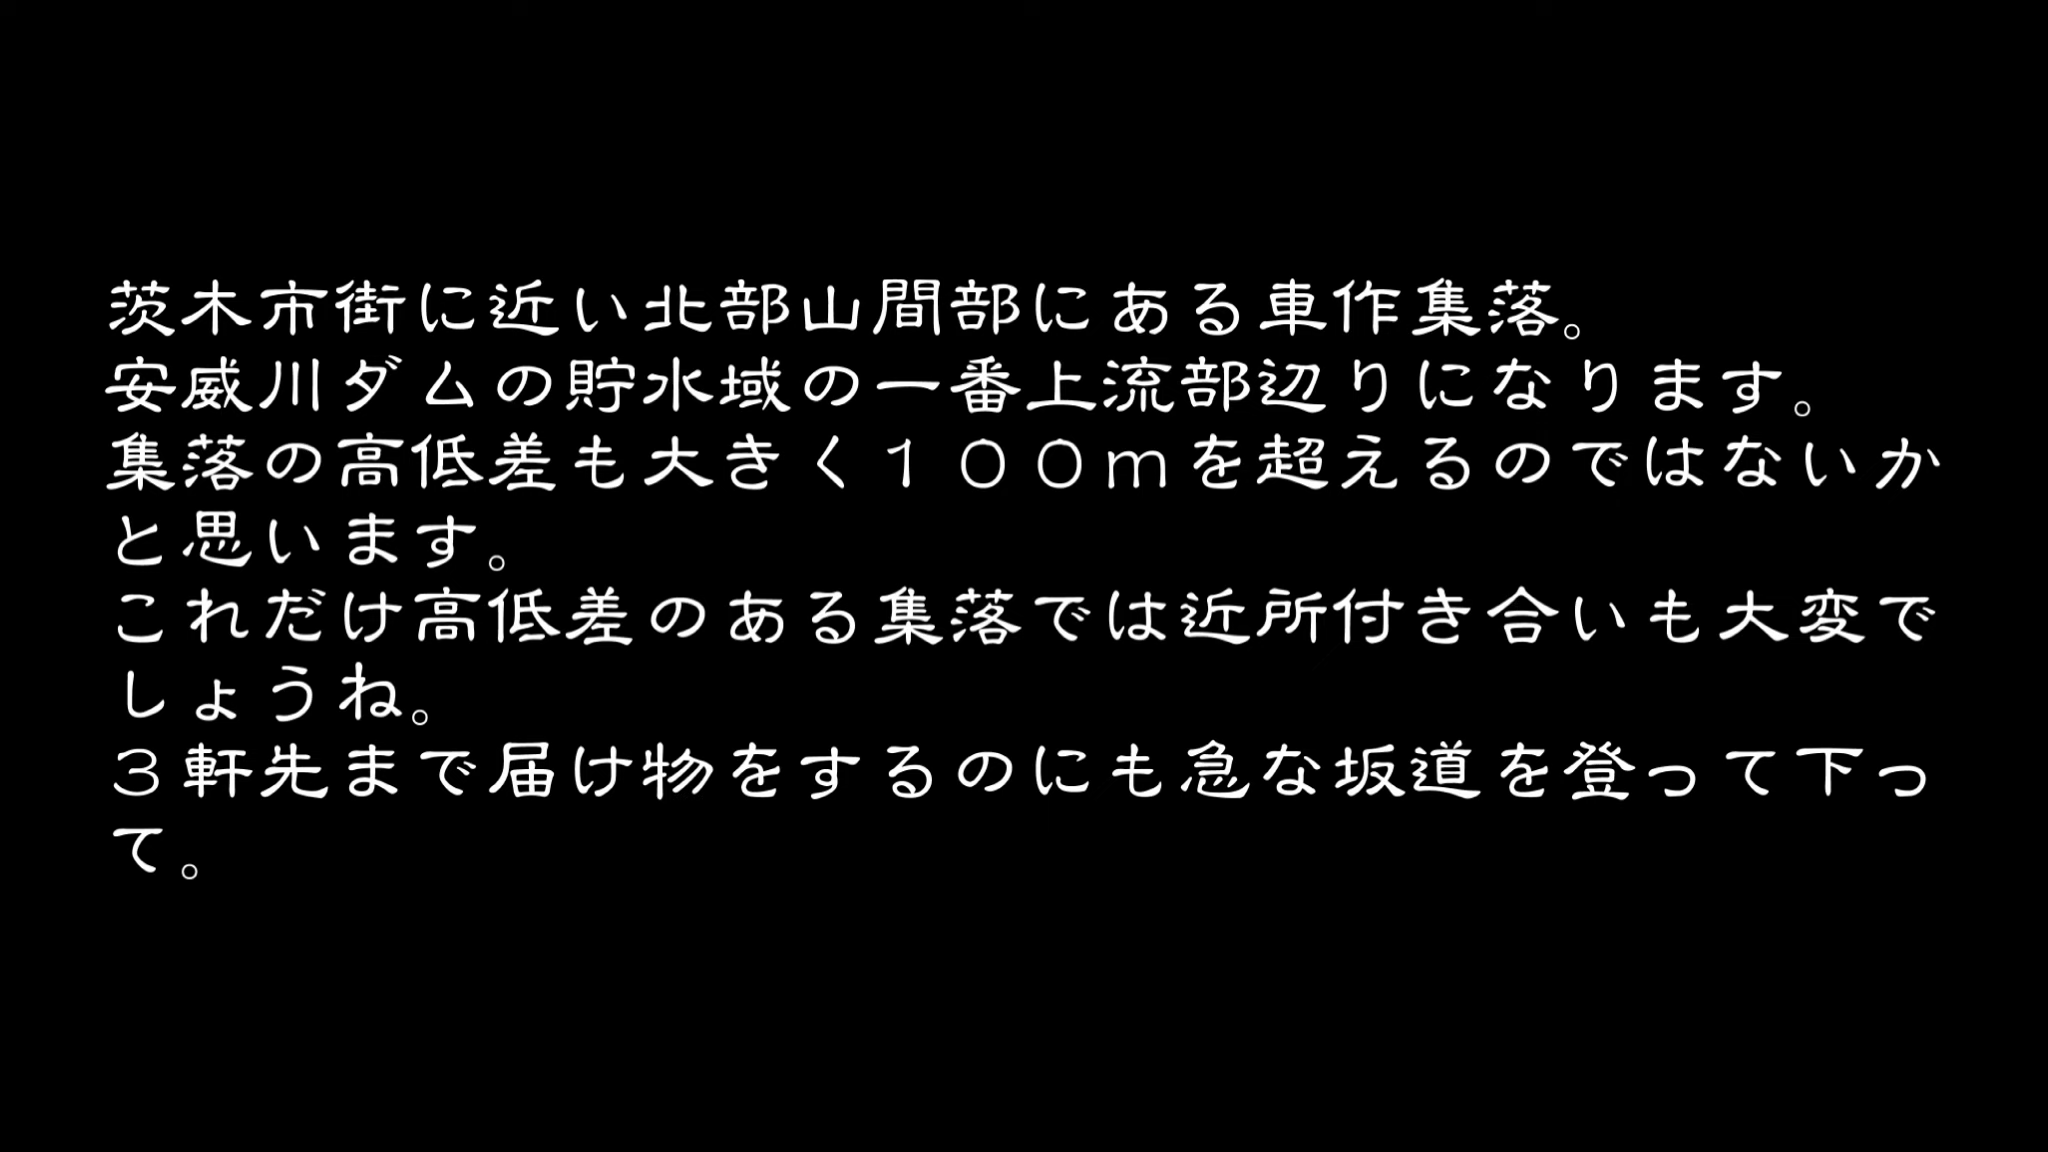 茨木市街に近い北部山間部にある車作集落。
安威川ダムの貯水域の一番上流部辺りになります。
集落の高低差も大きく１００ｍを超えるのではないか
と思います。
これだけ高低差のある集落では近所付き合いも大変で
しょうね。
３軒先まで届け物をするのにも急な坂道を登って下っ
て。